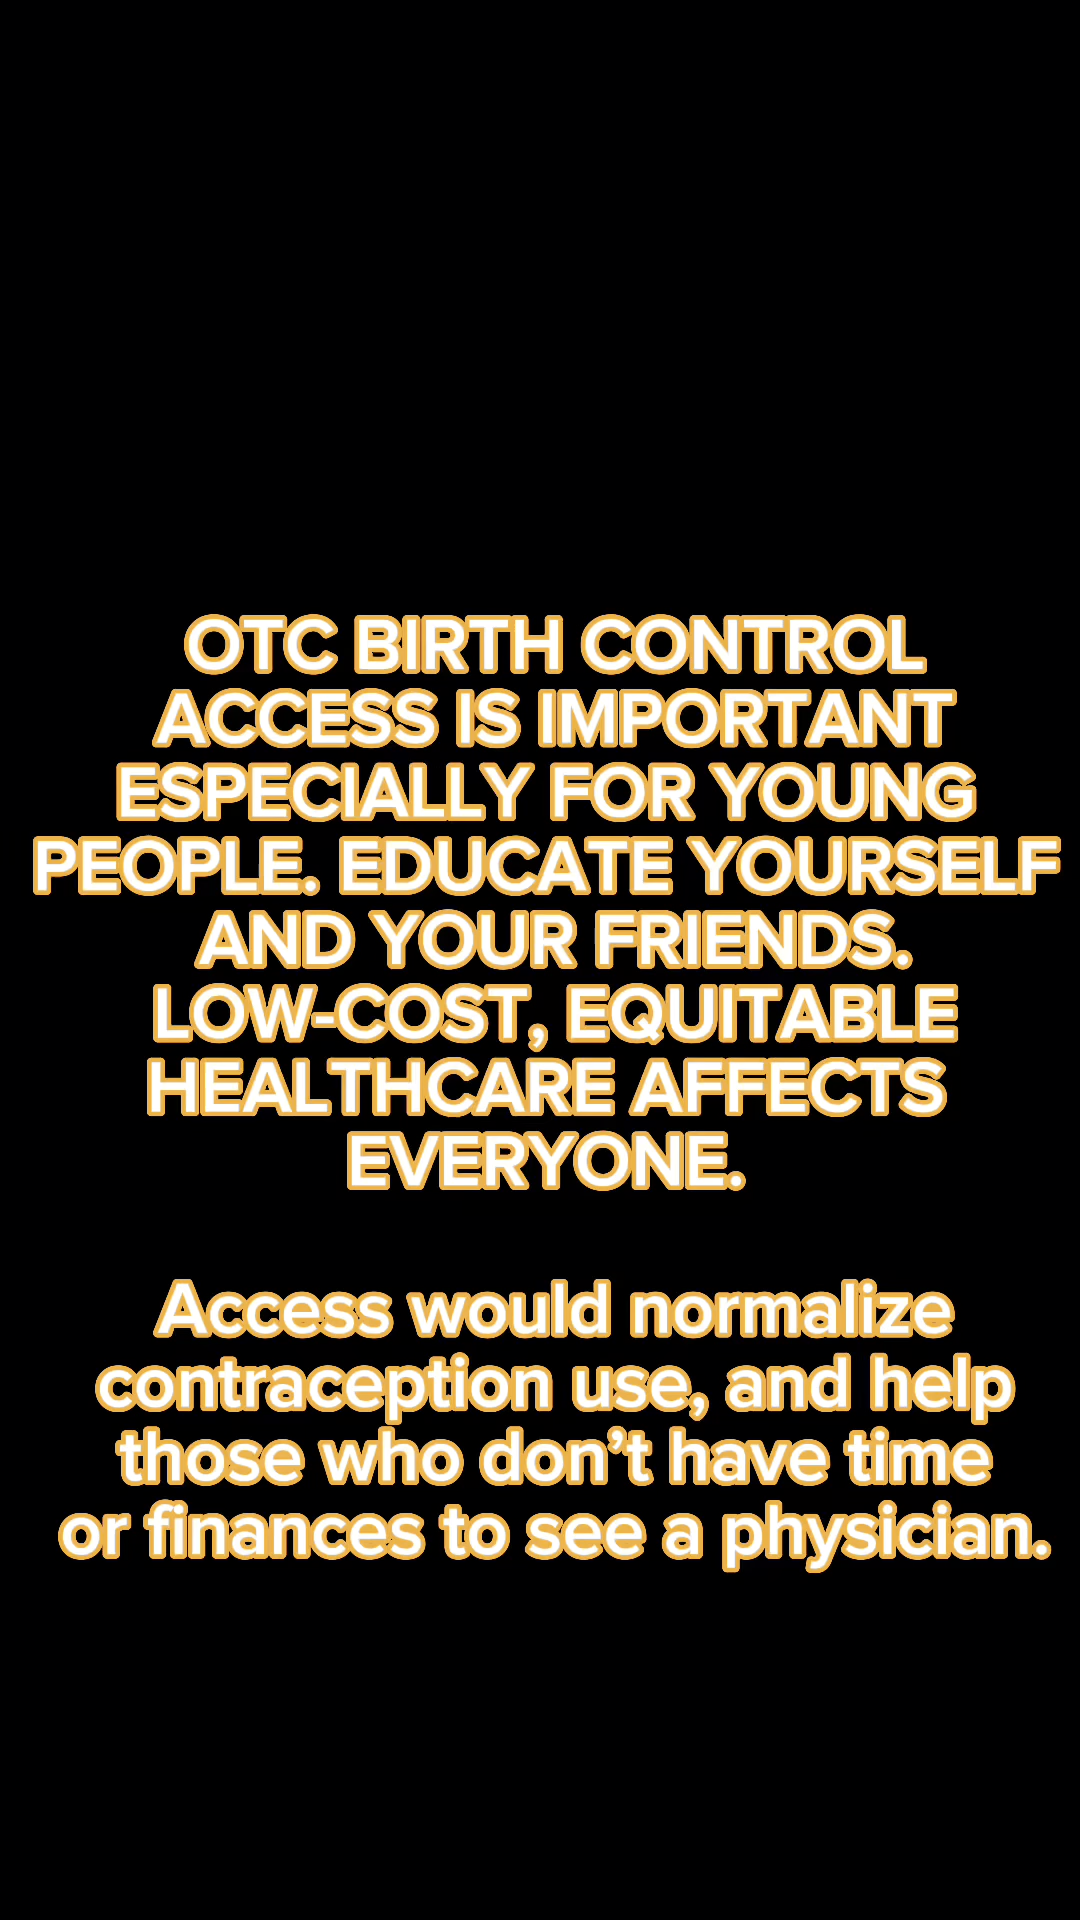 OTC BIRTH CONTROL
ACCESS IS IMPORTANT
ESPECIALLY FOR YOUNG
PEOPLE. EDUCATE YOURSELF
AND YOUR FRIENDS.
LOW-COST, EQUITABLE
HEALTHCARE AFFECTS
EVERYONE.
Access would normalize
contraception use, and help
those who don’t have time
or finances to see a physician.